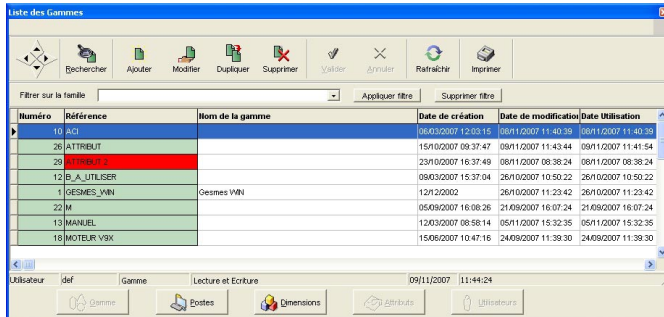 Liste des Gammes
Rechercher Ajouter Modifier Dupliquer Supprimer Valider Annuler Rafraîchir Imprimer
Filtrer sur la famille Appliquer filtre Supprimer filtre
Numéro Référence Nom de la gamme Date de création Date de modification Date Utilisation
10 ACI 06/03/2007 12:03:15 08/11/2007 11:40:39 08/11/2007 11:40:39
26 ATTRIBUT 15/10/2007 09:37:47 09/11/2007 11:43:44 09/11/2007 11:41:54
29 ATTRIBUT 2 23/10/2007 16:37:49 08/11/2007 08:38:24 08/11/2007 08:38:24
12 B_A_UTILISER 09/03/2007 15:37:04 26/10/2007 10:50:22 26/10/2007 10:50:22
1 GESMES_WIN Gesmes WIN 12/12/2002 26/10/2007 11:23:42 26/10/2007 11:23:42
22 M 05/09/2007 16:08:26 21/09/2007 16:07:24 21/09/2007 16:07:24
13 MANUEL 12/03/2007 08:58:14 05/11/2007 15:32:35 05/11/2007 15:32:35
18 MOTEUR V9X 15/06/2007 10:47:16 24/09/2007 11:39:30 24/09/2007 11:39:30
Utilisateur def Gamme Lecture et Ecriture 09/11/2007 11:44:24
Gamme Postes Dimensions Attributs Utilisateurs